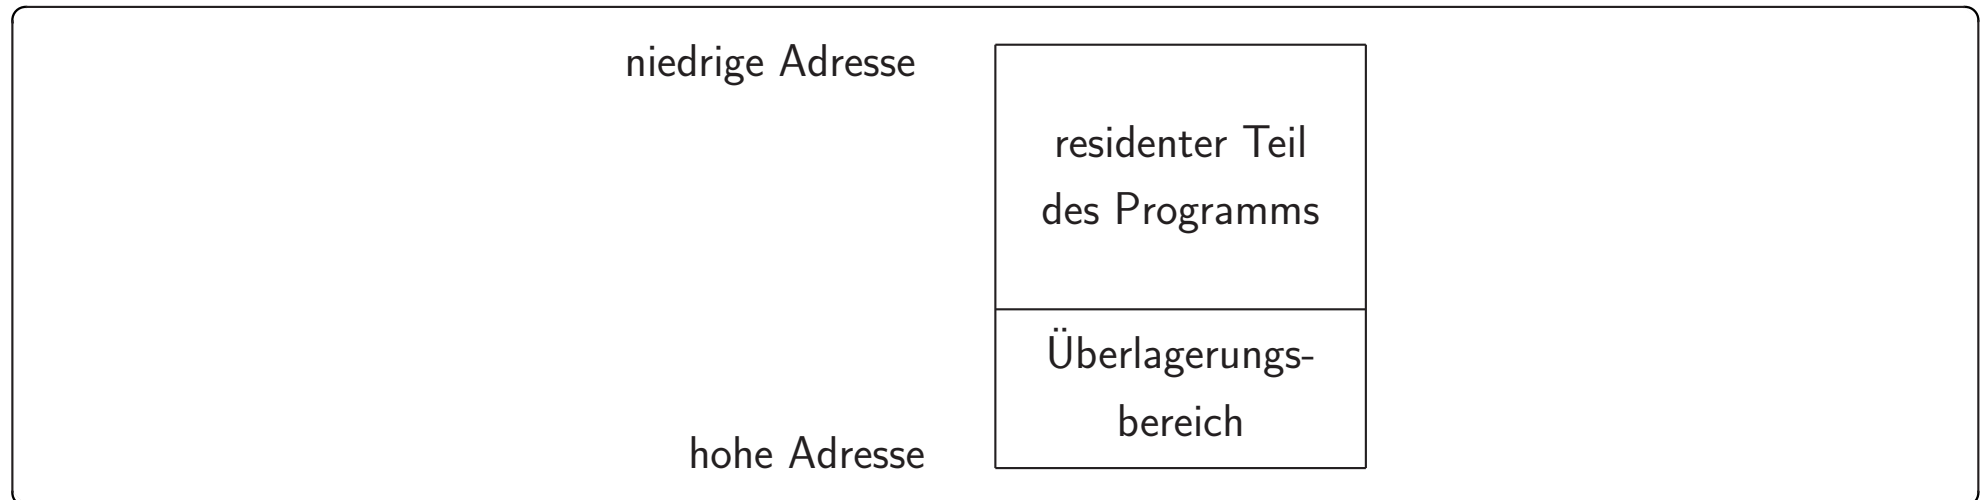 niedrige Adresse
residenter Teil
des Programms
Überlagerungs-
bereich
hohe Adresse